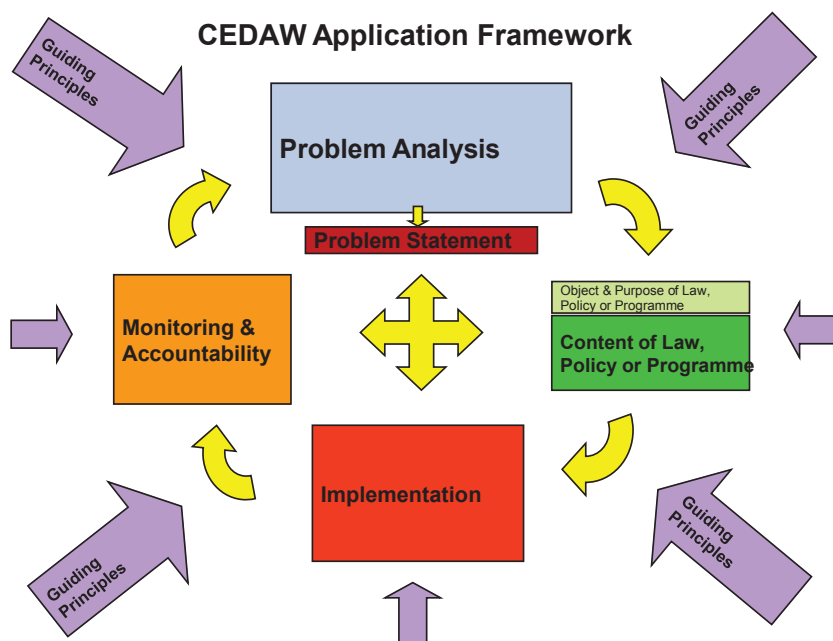 CEDAW Application Framework
Guiding
Principles
Guiding
Principles
Problem Analysis
Problem Statement
Object & Purpose of Law,
Policy or Programme
Content of Law,
Policy or Programme
Monitoring &
Accountability
Implementation
Guiding
Principles
Guiding
Principles